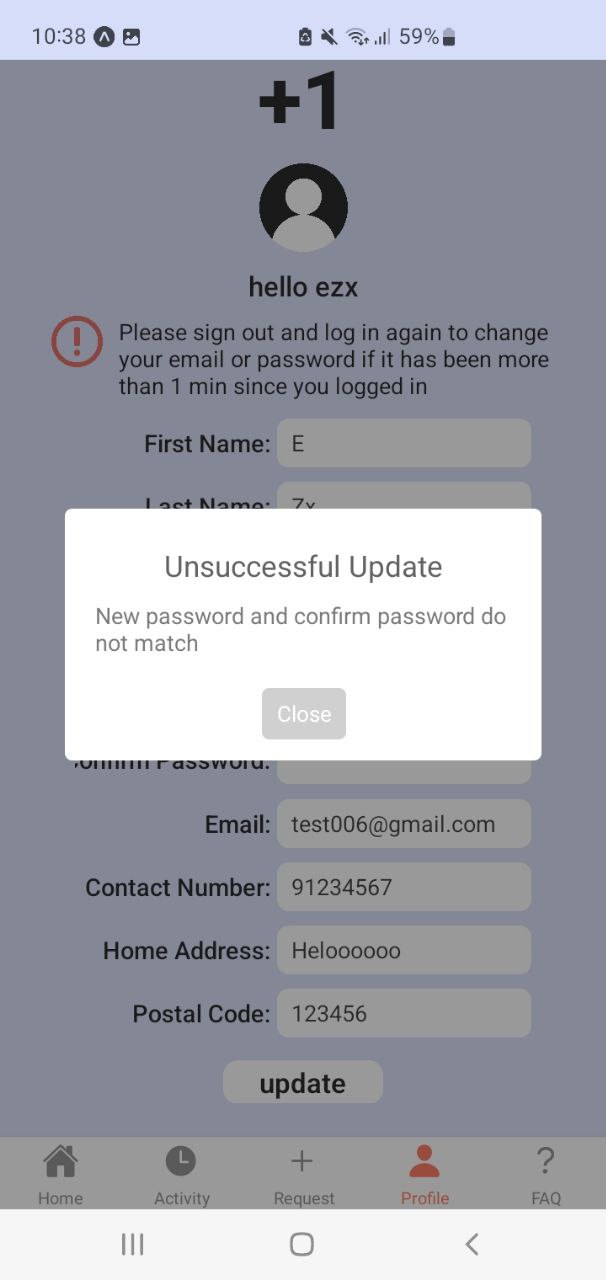 10:38 59%
+1
hello ezx
Please sign out and log in again to change
your email or password if it has been more
than 1 min since you logged in
First Name: E
Last Name: Zx
Unsuccessful Update
New password and confirm password do
not match
Close
Confirm Password:
Email: test006@gmail.com
Contact Number: 91234567
Home Address: Heloooooo
Postal Code: 123456
update
Home Activity Request Profile FAQ